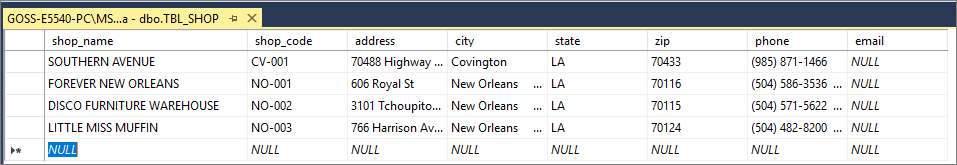 GOSS-E5540-PC\MS...a - dbo.TBL_SHOP
shop_name shop_code address city state zip phone email
SOUTHERN AVENUE CV-001 70488 Highway ... Covington LA 70433 (985) 871-1466 NULL
FOREVER NEW ORLEANS NO-001 606 Royal St New Orleans ... LA 70116 (504) 586-3536 ... NULL
DISCO FURNITURE WAREHOUSE NO-002 3101 Tchoupito... New Orleans ... LA 70115 (504) 571-5622 ... NULL
LITTLE MISS MUFFIN NO-003 766 Harrison Av... New Orleans ... LA 70124 (504) 482-8200 ... NULL
NULL NULL NULL NULL NULL NULL NULL NULL